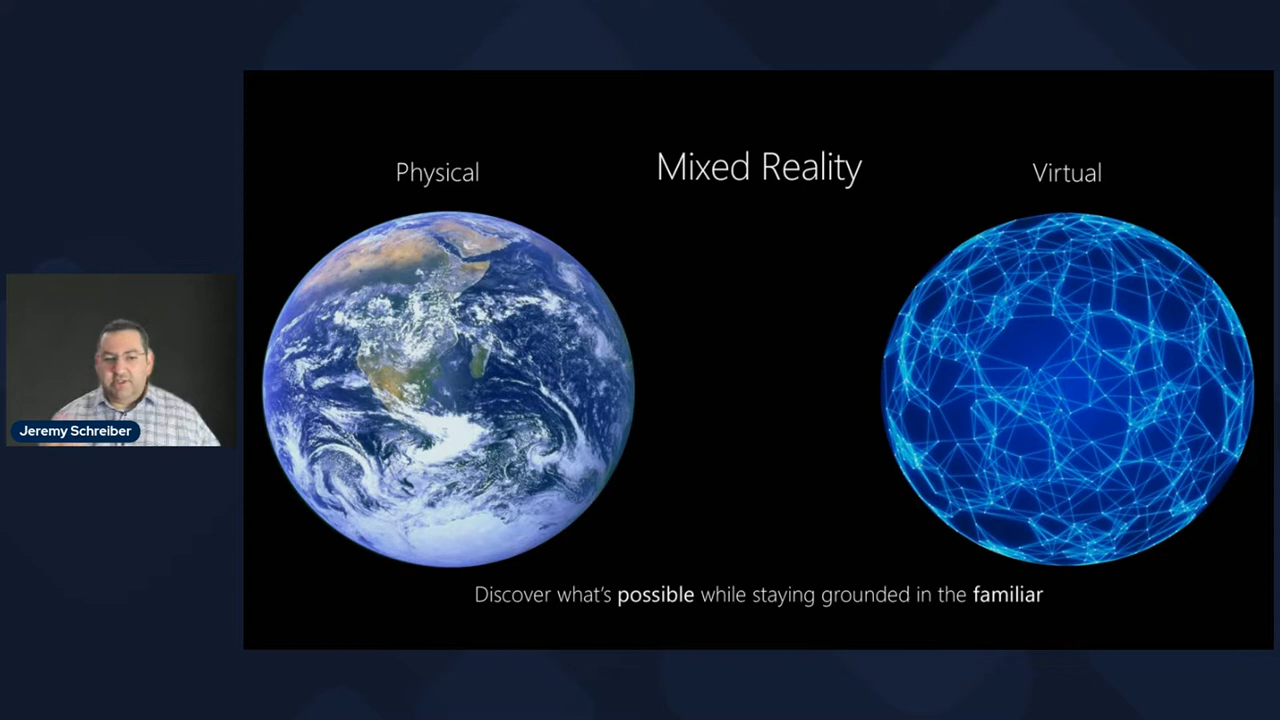 Physical
Mixed Reality
Virtual
Jeremy Schreiber
Discover what's possible while staying grounded in the familiar